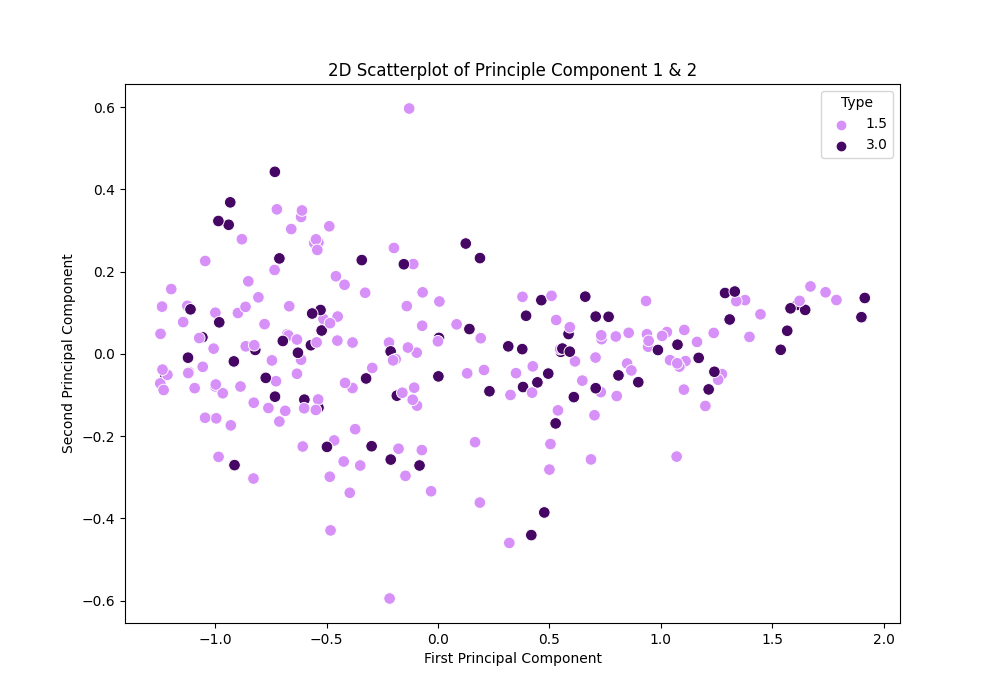 2D Scatterplot of Principle Component 1 & 2
Type
1.5
3.0
0.6
0.4
0.2
0.0
−0.2
−0.4
−0.6
Second Principal Component
−1.0 −0.5 0.0 0.5 1.0 1.5 2.0
First Principal Component